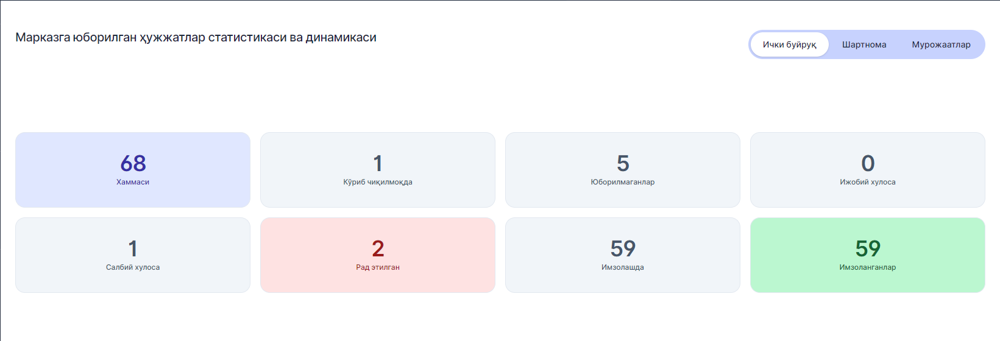 Марказга юборилган ҳужжатлар статистикаси ва динамикаси
Ички буйруқ
Шартнома
Мурожаатлар
68
Хаммаси
1
Кўриб чиқилмоқда
5
Юборилмаганлар
0
Ижобий хулоса
1
Салбий хулоса
2
Рад этилган
59
Имзолашда
59
Имзоланганлар